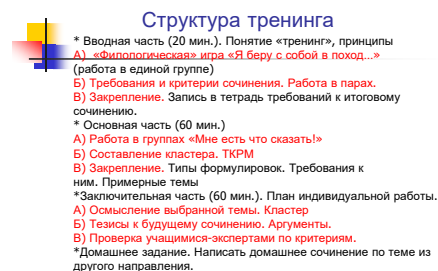 Структура тренинга
* Вводная часть (20 мин.). Понятие «тренинг», принципы
А) «Филологическая» игра «Я беру с собой в поход...»
(работа в единой группе)
Б) Требования и критерии сочинения. Работа в парах.
В) Закрепление. Запись в тетрадь требований к итоговому
сочинению.
* Основная часть (60 мин.)
А) Работа в группах «Мне есть что сказать!»
Б) Составление кластера. ТКРМ
В) Закрепление. Типы формулировок. Требования к
ним. Примерные темы
*Заключительная часть (60 мин.). План индивидуальной работы.
А) Осмысление выбранной темы. Кластер
Б) Тезисы к будущему сочинению. Аргументы.
В) Проверка учащимися-экспертами по критериям.
*Домашнее задание. Написать домашнее сочинение по теме из
другого направления.